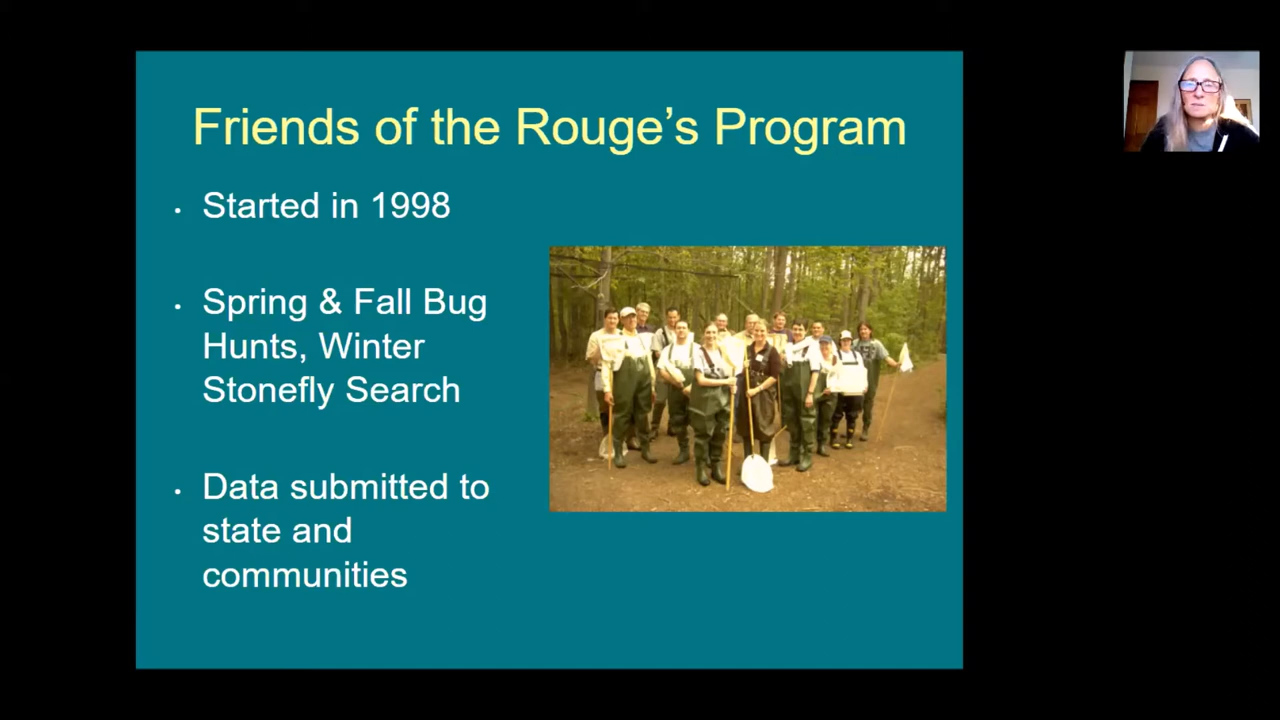 Friends of the Rouge’s Program
• Started in 1998
• Spring & Fall Bug
Hunts, Winter
Stonefly Search
• Data submitted to
state and
communities